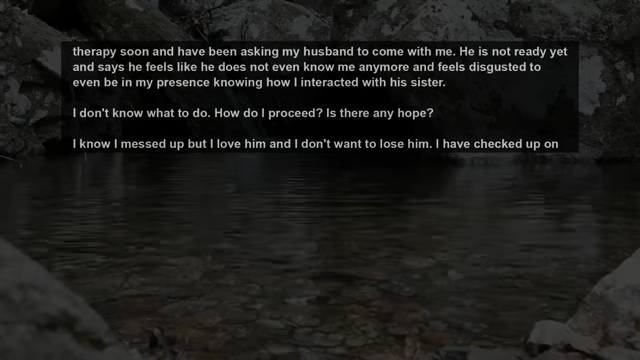 therapy soon and have been asking my husband to come with me. He is not ready yet
and says he feels like he does not even know me anymore and feels disgusted to
even be in my presence knowing how I interacted with his sister.
I don't know what to do. How do I proceed? Is there any hope?
I know I messed up but I love him and I don't want to lose him. I have checked up on